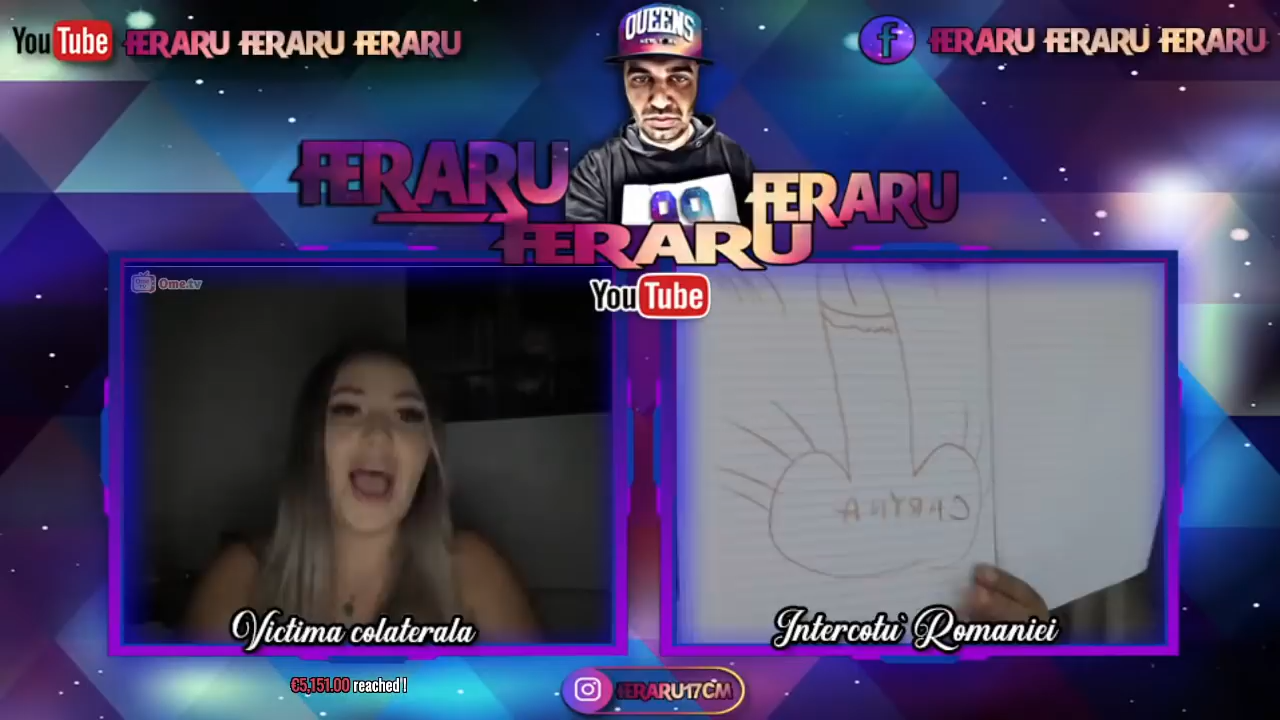 YouTube FERARU FERARU FERARU
f FERARU FERARU FERARU
QUEENS
FERARU
FERARU
FERARU
YouTube
Ome.tv
Victima colaterala
Intercotu` Romaniei
€5,151.00 reached !
FERARU17CM